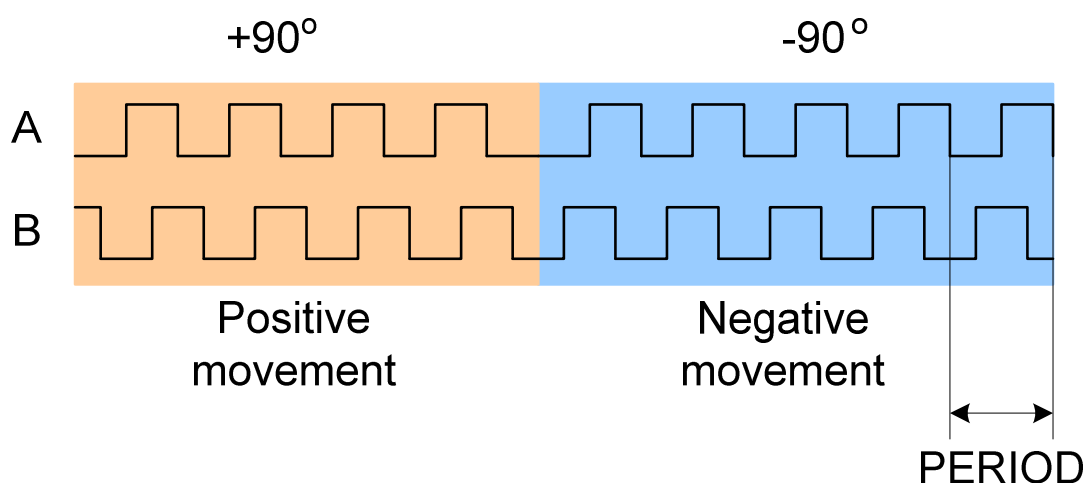 +90º
-90º
A
B
Positive
movement
Negative
movement
PERIOD